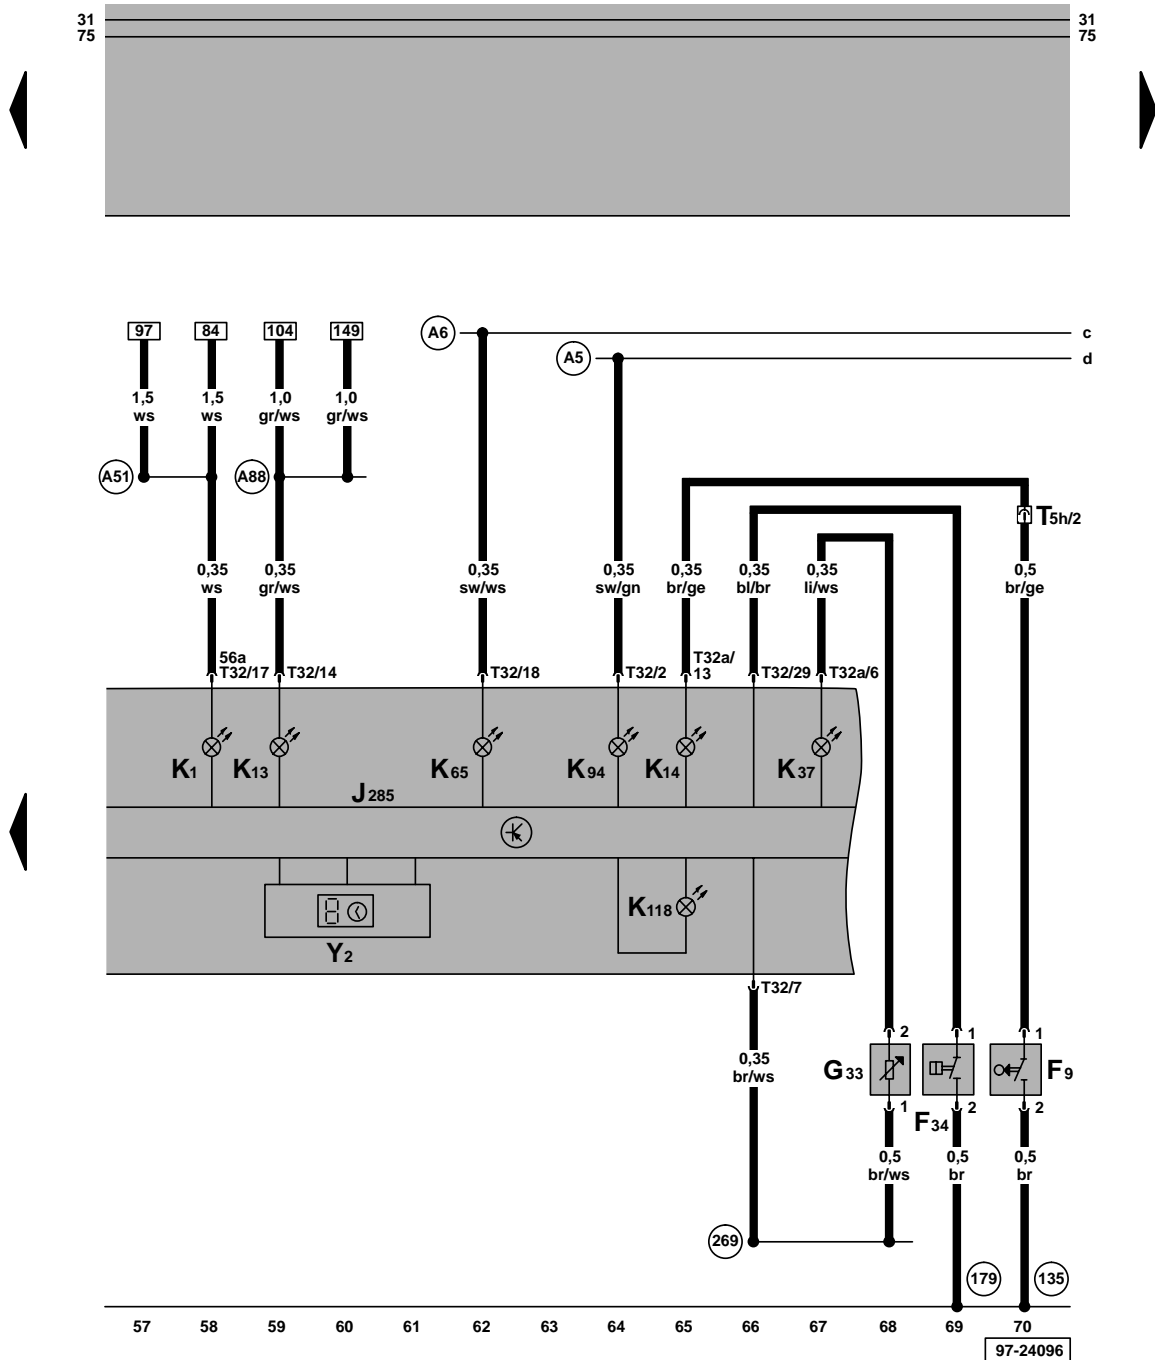 31 31
75 75
97 84 104 149 A6 c
A5 d
1,5 1,5 1,0 1,0
ws ws gr/ws gr/ws
A51 A88
T5h/2
0,35 0,35 0,35 0,35 0,35 0,35 0,35 0,5
ws gr/ws sw/ws sw/gn br/ge bl/br li/ws br/ge
56a T32a/
T32/17 T32/14 T32/18 T32/2 13 T32/29 T32a/6
K1 K13 K65 K94 K14 K37
J285
K118
Y2
T32/7
2 1 1
0,35
br/ws
G33 F9
1 2 2
F34
0,5 0,5 0,5
br/ws br br
269
179 135
57 58 59 60 61 62 63 64 65 66 67 68 69 70
97-24096